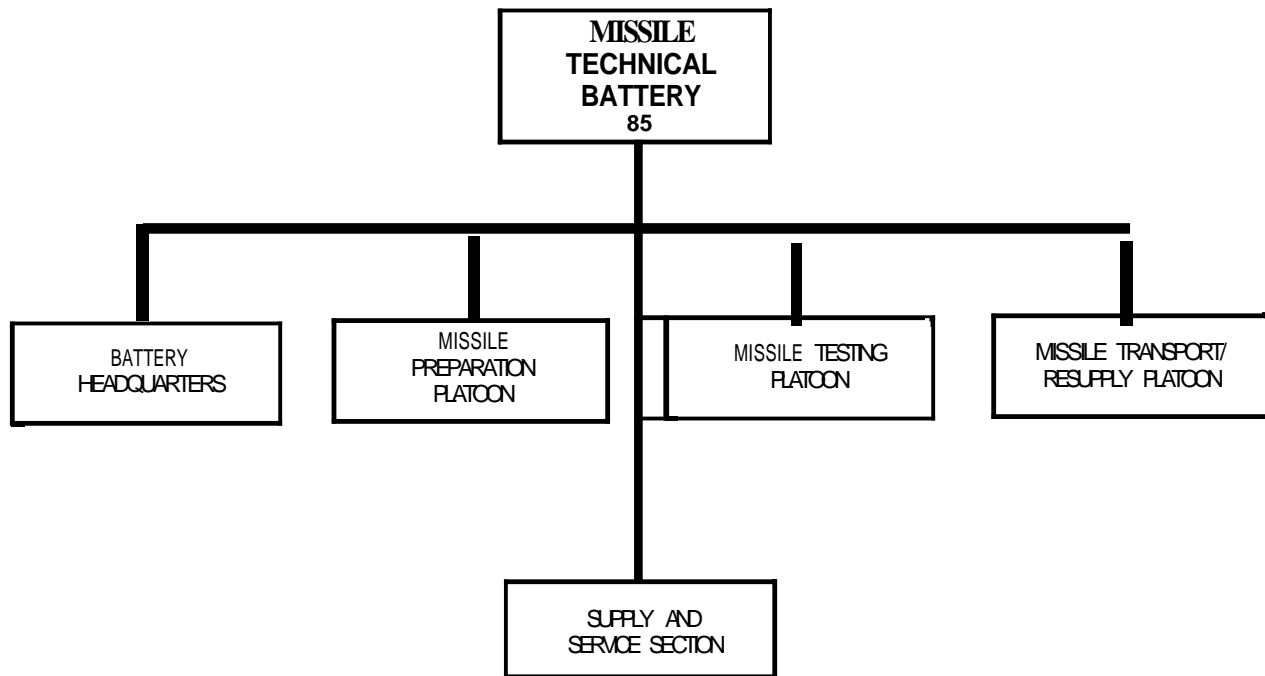 MISSILE
TECHNICAL
BATTERY
85
BATTERY
HEADQUARTERS
MISSILE
PREPARATION
PLATOON
MISSILE TESTING
PLATOON
MISSILE TRANSPORT/
RESUPPLY PLATOON
SUPPLY AND
SERVICE SECTION